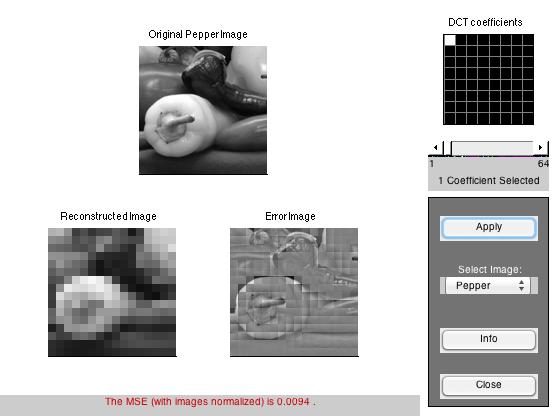 Original Pepper Image
DCT coefficients
1 64
1 Coefficient Selected
Reconstructed Image
Error Image
Apply
Select Image:
Pepper
Info
Close
The MSE (with images normalized) is 0.0094 .